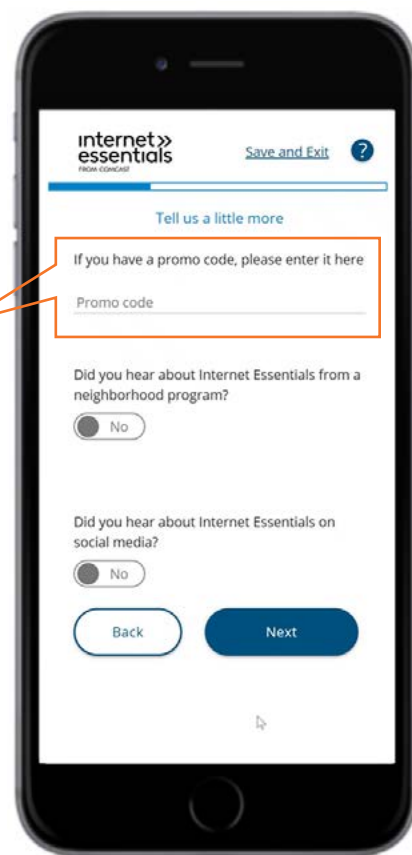 internet»
essentials
FROM COMCAST
Save and Exit
?
Tell us a little more
If you have a promo code, please enter it here
Promo code
Did you hear about Internet Essentials from a
neighborhood program?
No
Did you hear about Internet Essentials on
social media?
No
Back
Next